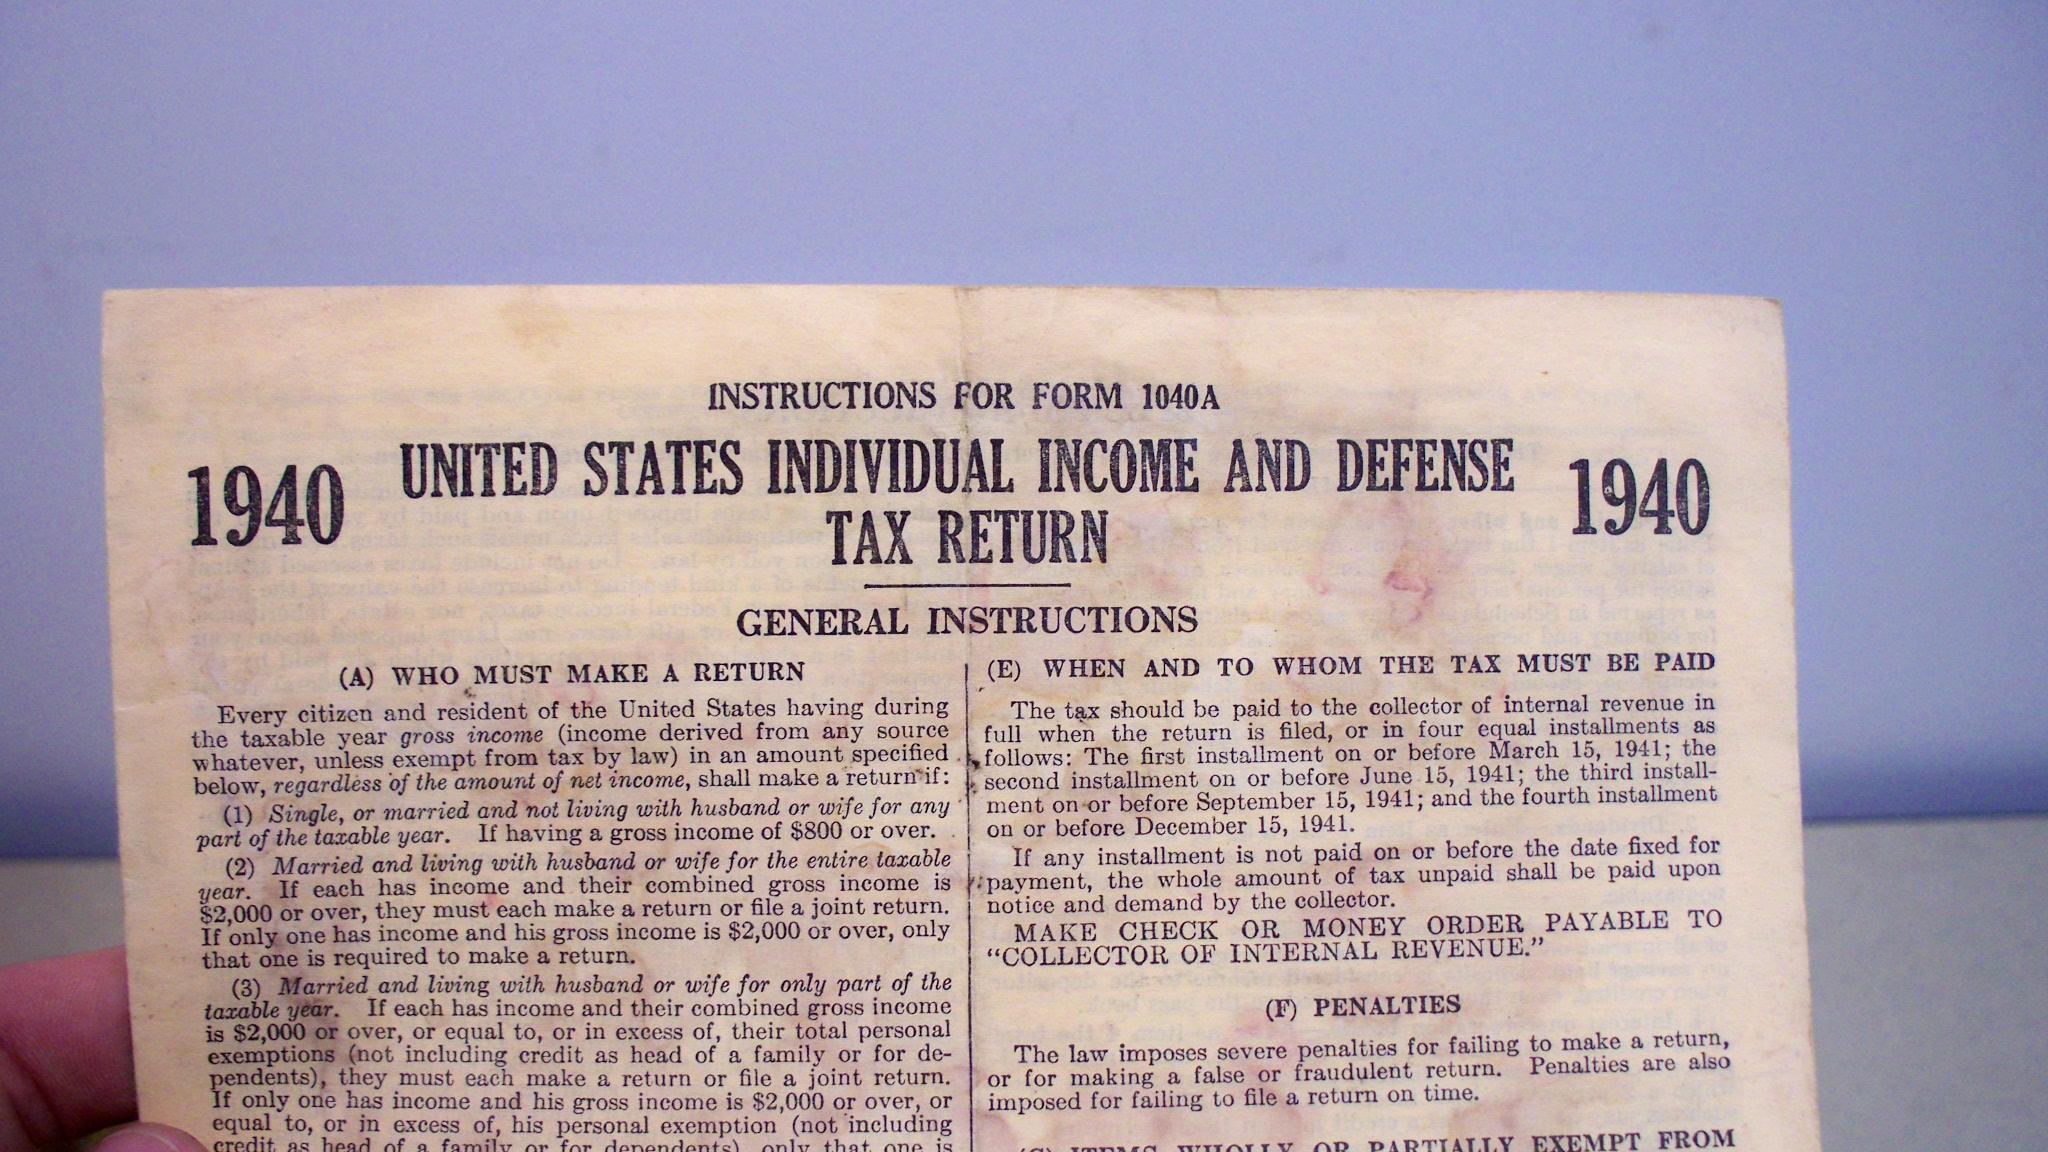 INSTRUCTIONS FOR FORM 1040A
1940 UNITED STATES INDIVIDUAL INCOME AND DEFENSE 1940
TAX RETURN
GENERAL INSTRUCTIONS
(A) WHO MUST MAKE A RETURN
Every citizen and resident of the United States having during
the taxable year gross income (income derived from any source
whatever, unless exempt from tax by law) in an amount specified
below, regardless of the amount of net income, shall make a return if:
(1) Single, or married and not living with husband or wife for any
part of the taxable year. If having a gross income of $800 or over.
(2) Married and living with husband or wife for the entire taxable
year. If each has income and their combined gross income is
$2,000 or over, they must each make a return or file a joint return.
If only one has income and his gross income is $2,000 or over, only
that one is required to make a return.
(3) Married and living with husband or wife for only part of the
taxable year. If each has income and their combined gross income
is $2,000 or over, or equal to, or in excess of, their total personal
exemptions (not including credit as head of a family or for de-
pendents), they must each make a return or file a joint return.
If only one has income and his gross income is $2,000 or over, or
equal to, or in excess of, his personal exemption (not including
credit as head of a family or for dependents), only that one is
(E) WHEN AND TO WHOM THE TAX MUST BE PAID
The tax should be paid to the collector of internal revenue in
full when the return is filed, or in four equal installments as
follows: The first installment on or before March 15, 1941; the
second installment on or before June 15, 1941; the third install-
ment on or before September 15, 1941; and the fourth installment
on or before December 15, 1941.
If any installment is not paid on or before the date fixed for
payment, the whole amount of tax unpaid shall be paid upon
notice and demand by the collector.
MAKE CHECK OR MONEY ORDER PAYABLE TO
"COLLECTOR OF INTERNAL REVENUE."
(F) PENALTIES
The law imposes severe penalties for failing to make a return,
or for making a false or fraudulent return. Penalties are also
imposed for failing to file a return on time.
(G) ITEMS WHOLLY OR PARTIALLY EXEMPT FROM